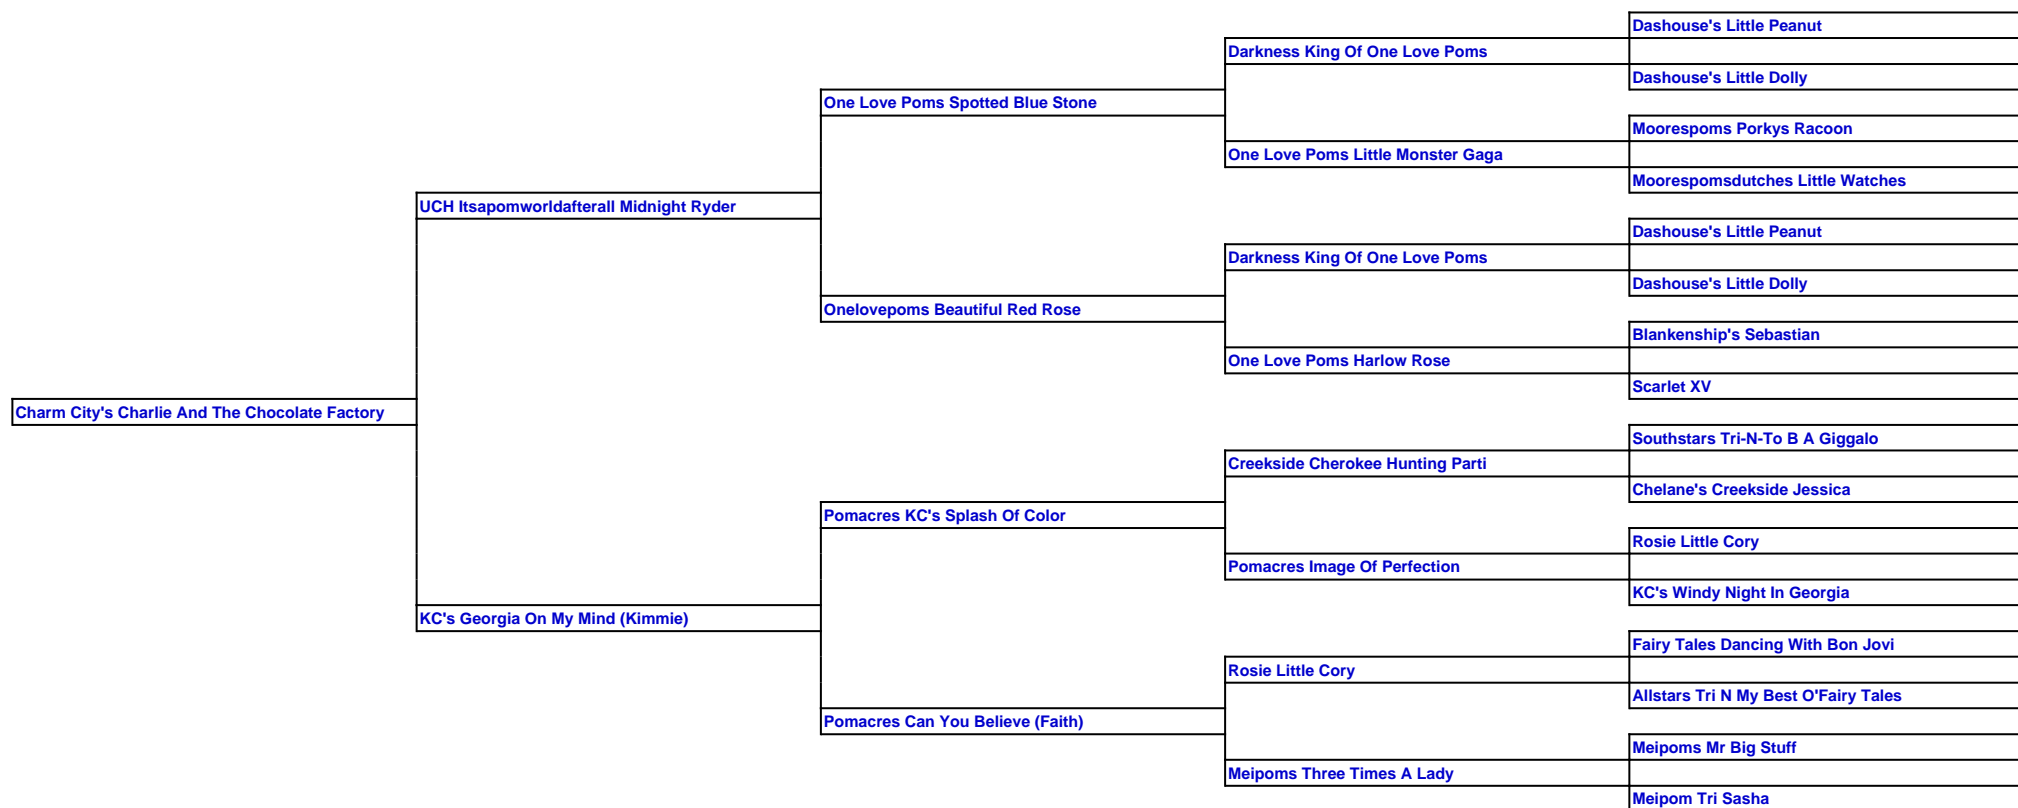 Dashouse's Little Peanut
Darkness King Of One Love Poms
Dashouse's Little Dolly
One Love Poms Spotted Blue Stone
Moorespoms Porkys Racoon
One Love Poms Little Monster Gaga
Moorespomsdutches Little Watches
UCH Itsapomworldafterall Midnight Ryder
Dashouse's Little Peanut
Darkness King Of One Love Poms
Dashouse's Little Dolly
Onelovepoms Beautiful Red Rose
Blankenship's Sebastian
One Love Poms Harlow Rose
Scarlet XV
Charm City's Charlie And The Chocolate Factory
Southstars Tri-N-To B A Giggalo
Creekside Cherokee Hunting Parti
Chelane's Creekside Jessica
Pomacres KC's Splash Of Color
Rosie Little Cory
Pomacres Image Of Perfection
KC's Windy Night In Georgia
KC's Georgia On My Mind (Kimmie)
Fairy Tales Dancing With Bon Jovi
Rosie Little Cory
Allstars Tri N My Best O'Fairy Tales
Pomacres Can You Believe (Faith)
Meipoms Mr Big Stuff
Meipoms Three Times A Lady
Meipom Tri Sasha